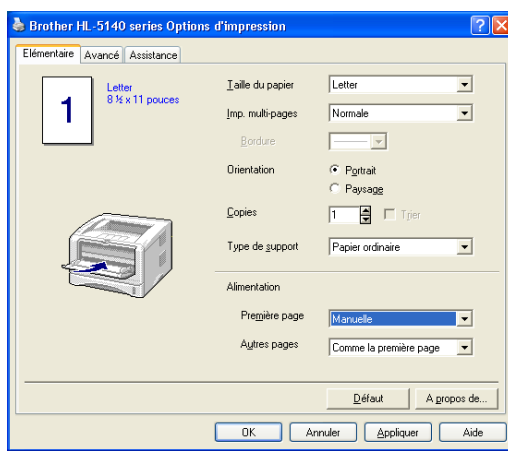 Brother HL-5140 series Options d'impression
Elémentaire Avancé Assistance
1
Letter
8 ½ x 11 pouces
Taille du papier Letter
Imp. multi-pages Normale
Bordure
Orientation Portrait
Paysage
Copies 1 Trier
Type de support Papier ordinaire
Alimentation
Première page Manuelle
Autres pages Comme la première page
Défaut A propos de...
OK Annuler Appliquer Aide